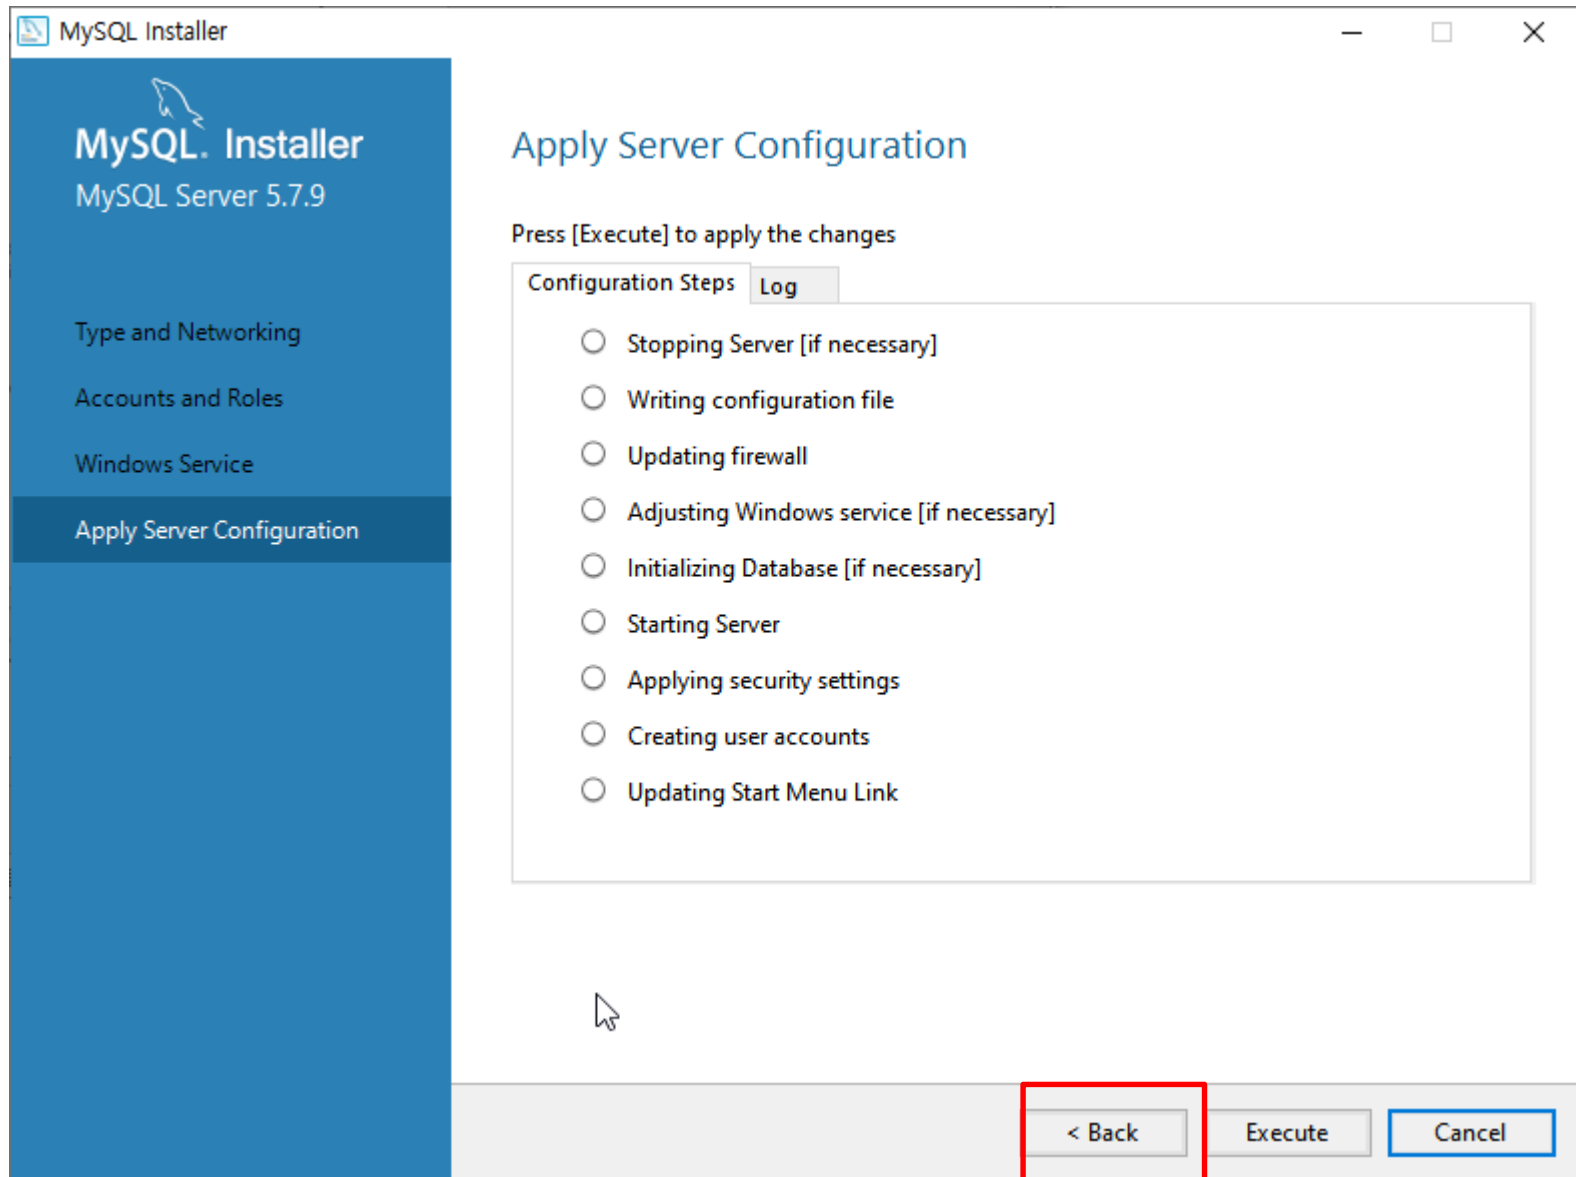 MySQL Installer
MySQL. Installer
MySQL Server 5.7.9
Type and Networking
Accounts and Roles
Windows Service
Apply Server Configuration
Apply Server Configuration
Press [Execute] to apply the changes
Configuration Steps Log
Stopping Server [if necessary]
Writing configuration file
Updating firewall
Adjusting Windows service [if necessary]
Initializing Database [if necessary]
Starting Server
Applying security settings
Creating user accounts
Updating Start Menu Link
< Back Execute Cancel